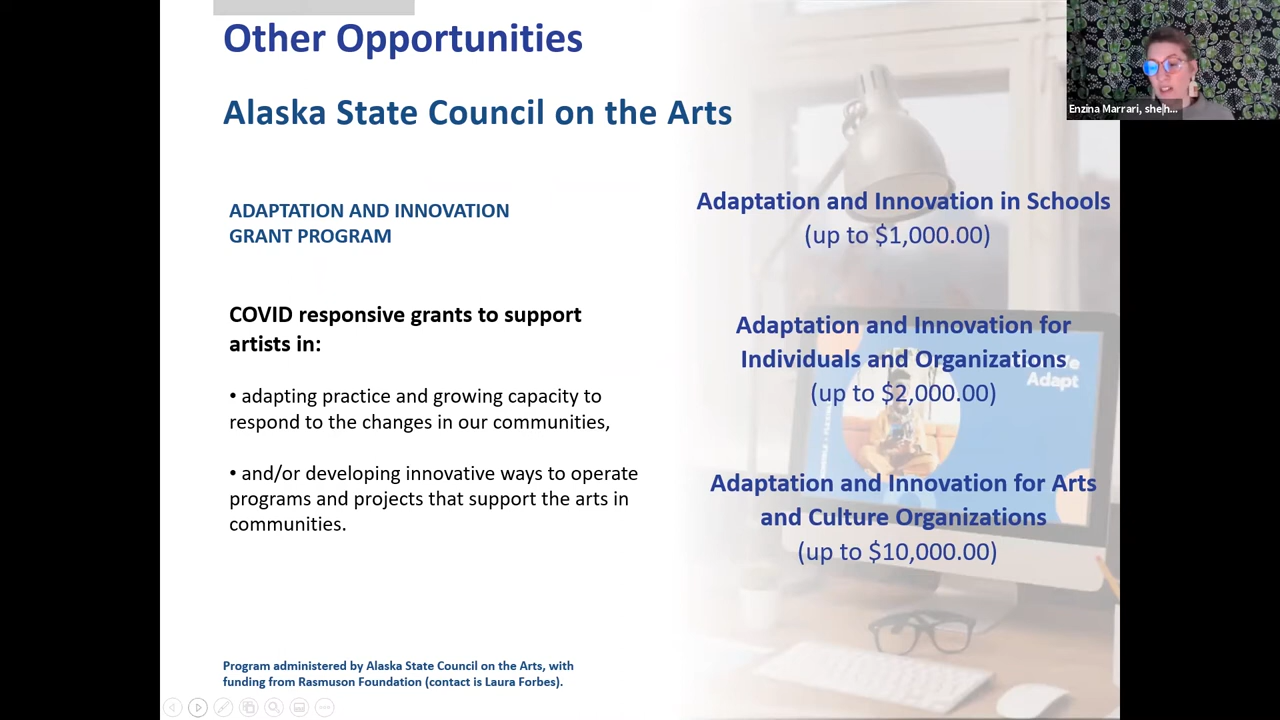 Other Opportunities
Alaska State Council on the Arts
ADAPTATION AND INNOVATION
GRANT PROGRAM
COVID responsive grants to support
artists in:
• adapting practice and growing capacity to
respond to the changes in our communities,
• and/or developing innovative ways to operate
programs and projects that support the arts in
communities.
Program administered by Alaska State Council on the Arts, with
funding from Rasmuson Foundation (contact is Laura Forbes).
Adaptation and Innovation in Schools
(up to $1,000.00)
Adaptation and Innovation for
Individuals and Organizations
(up to $2,000.00)
Adaptation and Innovation for Arts
and Culture Organizations
(up to $10,000.00)
Adapt
Enzina Marrari, she|h...